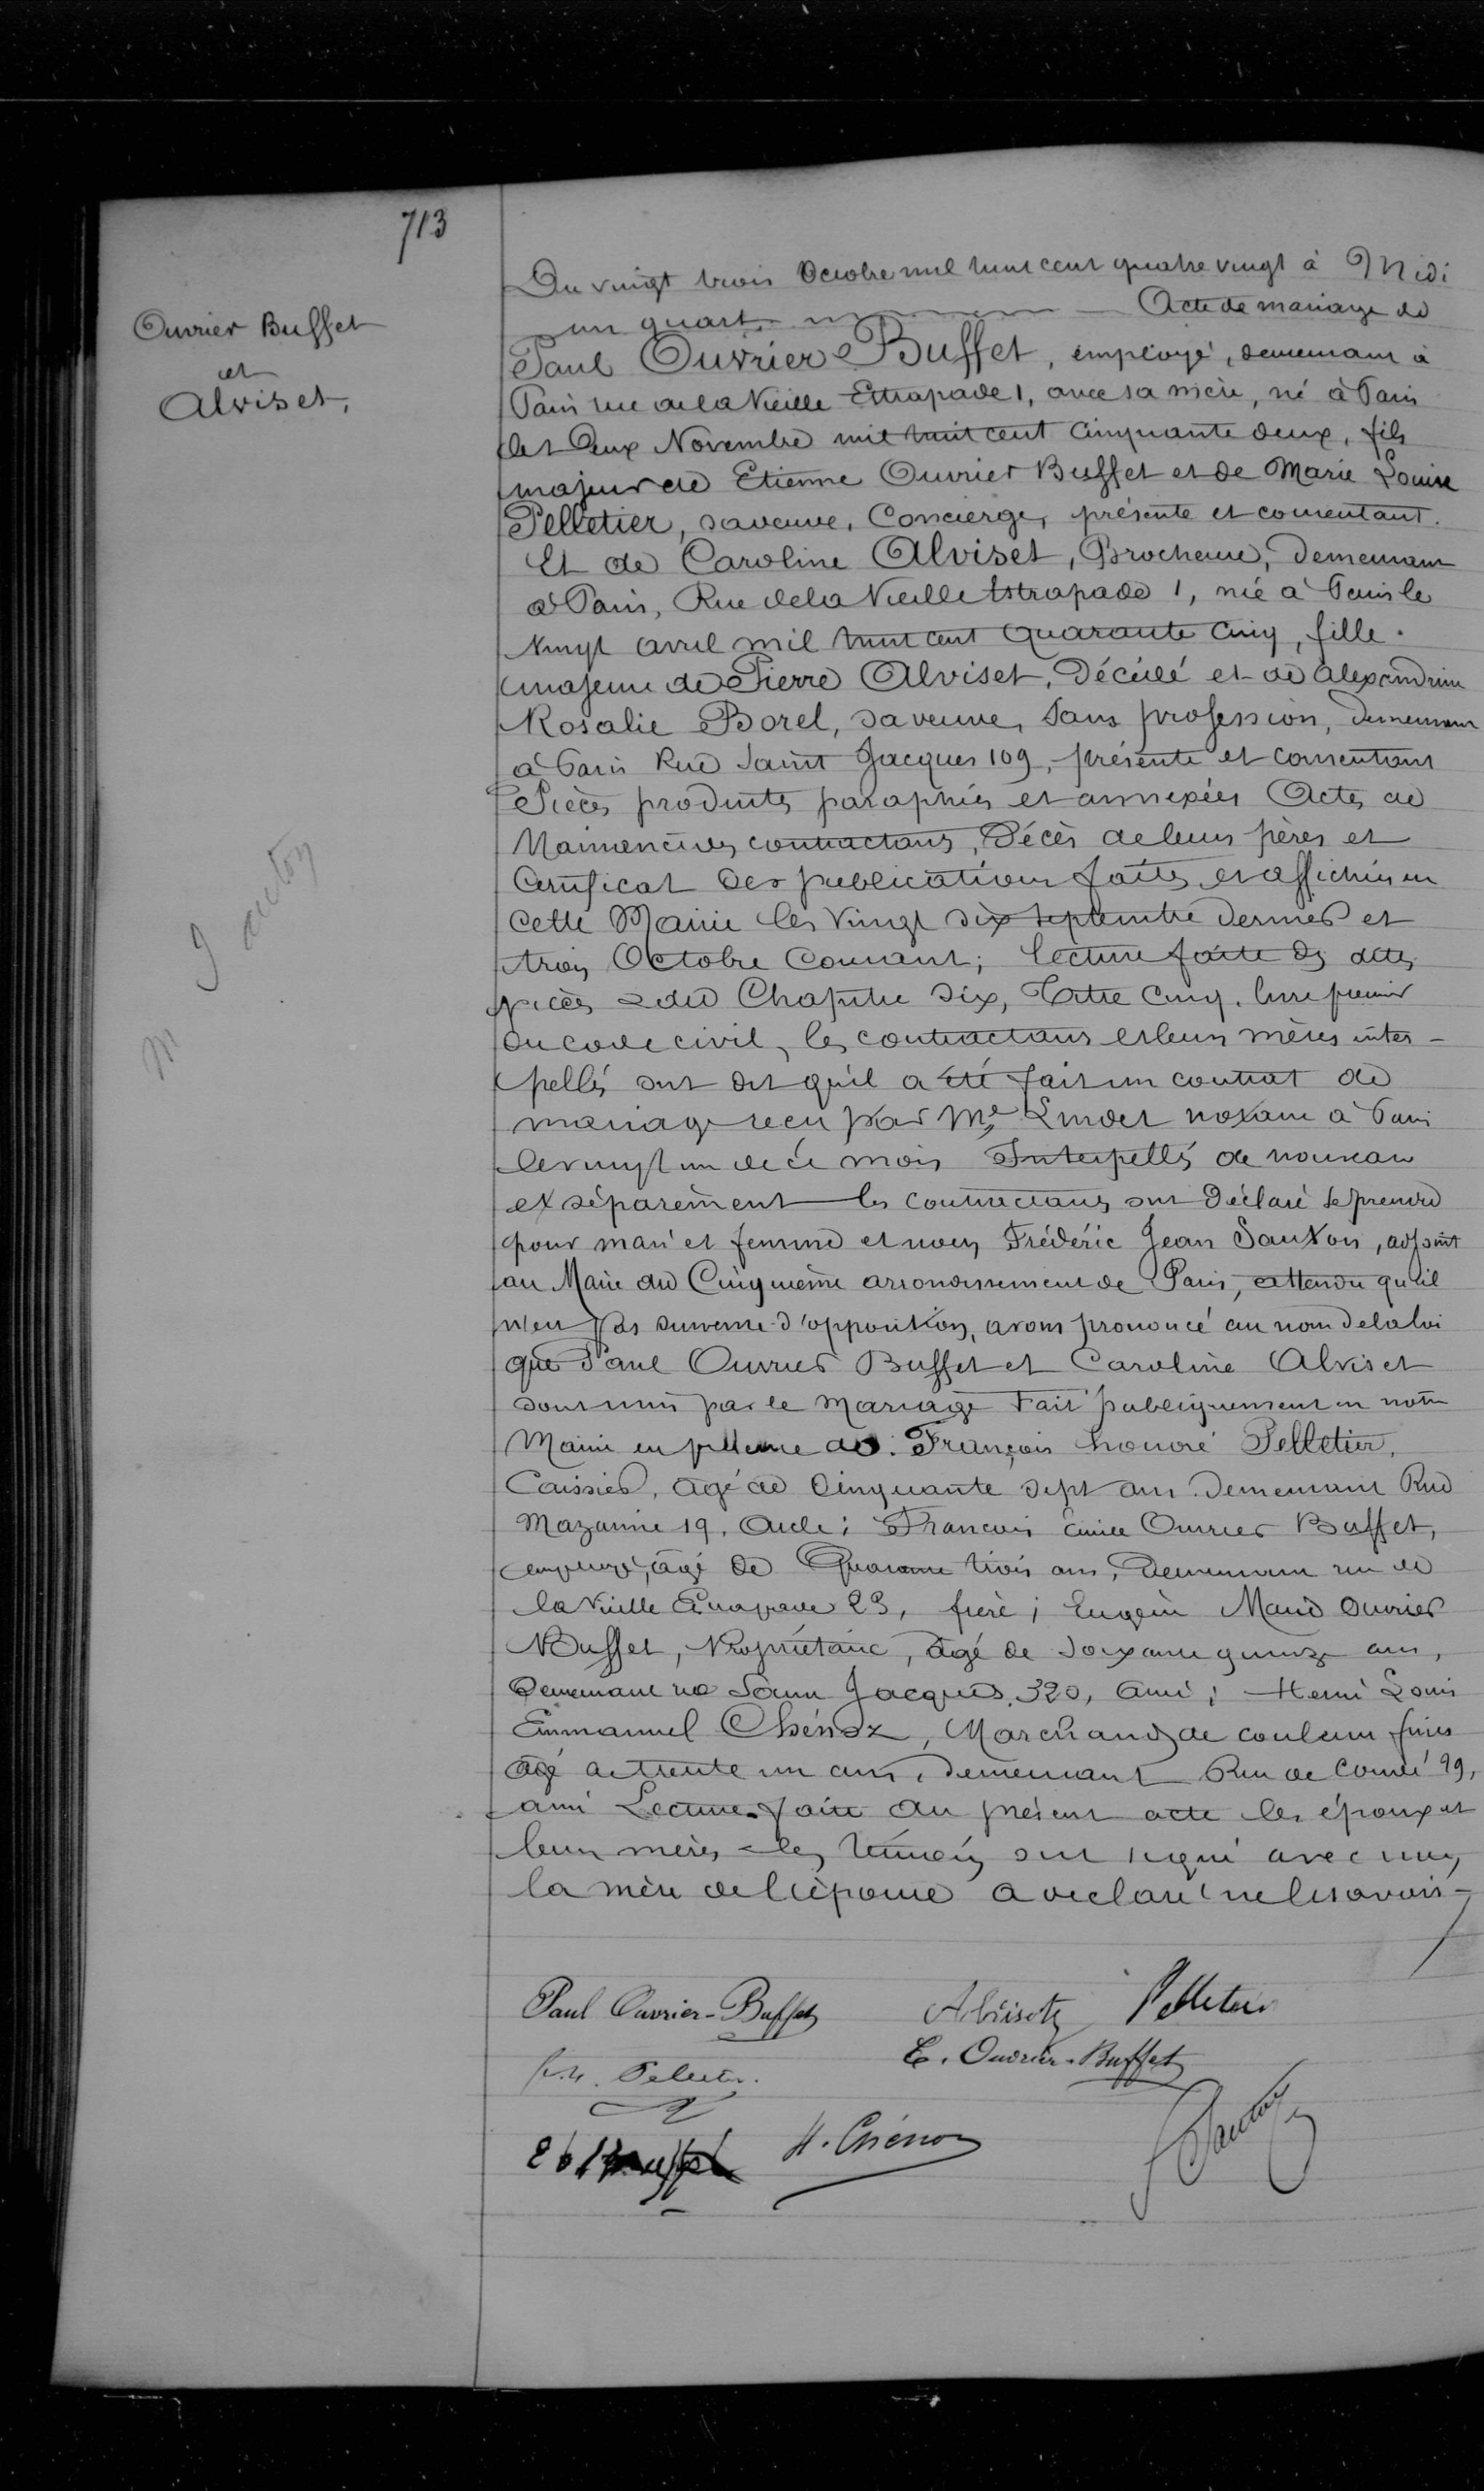 713
Ouvrier Buffet
et
Alviset,
M Sauton
Du vingt trois Octobre mil huit cent quatre vingt à Midi
un quart Acte de mariage de
Paul Ouvrier Buffet, employé, demeurant à
Paris rue de la Vieille Estrapade 1, avec sa mère, né à Paris
le deux Novembre mil huit cent cinquante deux, fils
majeur de Etienne Ouvrier Buffet et de Marie Louise
Pelletier, sa veuve, Concierge, présente et consentant.
Et de Caroline Alviset, Brocheuse, demeurant
à Paris, Rue de la Vieille Estrapade 1, née à Paris le
vingt avril mil huit cent quarante cinq, fille
majeure de Pierre Alviset, Décédé et de Alexandrine
Rosalie Borel, sa veuve, sans profession, demeurant
à Paris Rue Saint Jacques 109, présente et consentant
Pièces produites paraphées et annexées Actes de
Naissance des contractans, Décès de leurs pères et
Certificat des publications faites et affichées en
cette Mairie les vingt six septembre dernier et
trois Octobre Courant; lecture faite des dites
pièces & du Chapitre six, Titre cinq, livre premier
du code civil, les contractans et leurs mères inter-
pellés ont dit qu'il a été fait un contrat de
mariage reçu par Me Linder notaire à Paris
le vingt un de ce mois Interpellés de nouveau
et séparément les contractans ont déclaré se prendre
pour mari et femme et nous Frédéric Jean Sauton, adjoint
au Maire du Cinquième arrondissement de Paris, attendu qu'il
n'est pas survenu d'opposition, avons prononcé au nom de la loi
que Paul Ouvrier Buffet et Caroline Alviset
sont unis par le mariage Fait publiquement en notre
Mairie en présence de: François honoré Pelletier,
Caissier, âgé de Cinquante sept ans demeurant Rue
Mazarine 19, oncle; François Emile Ouvrier Buffet,
employé, âgé de Quarante trois ans, Demeurant rue de
la Vieille Estrapade 23, frère; Eugène Marie Ouvrier
Buffet, Propriétaire, âgé de soixante quinze ans,
Demeurant rue Saint Jacques 320, ami; Henri Louis
Emmanuel Chénoz, Marchand de couleurs fines
âgé de trente un ans, demeurant Rue de Condé 29,
ami Lecture faite du présent acte les époux et
leurs mères & les témoins ont signé avec nous
la mère de l'épouse a déclaré ne le savoir
Paul Ouvrier-Buffet Alviset Pelletier
f. h. Pelletier E. Ouvrier-Buffet
Buffet H. Chénoz Sauton